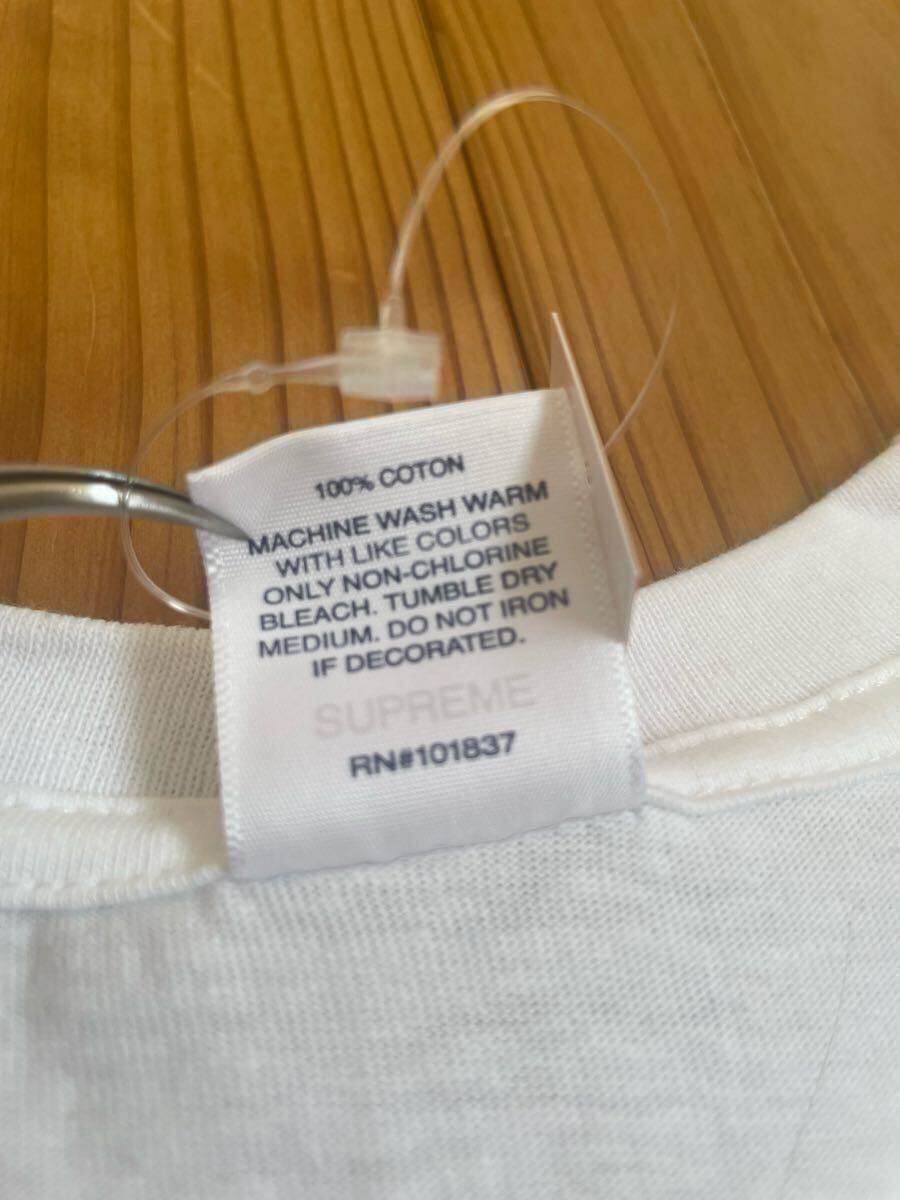 100% COTON
MACHINE WASH WARM
WITH LIKE COLORS
ONLY NON-CHLORINE
BLEACH. TUMBLE DRY
MEDIUM. DO NOT IRON
IF DECORATED.
SUPREME
RN#101837